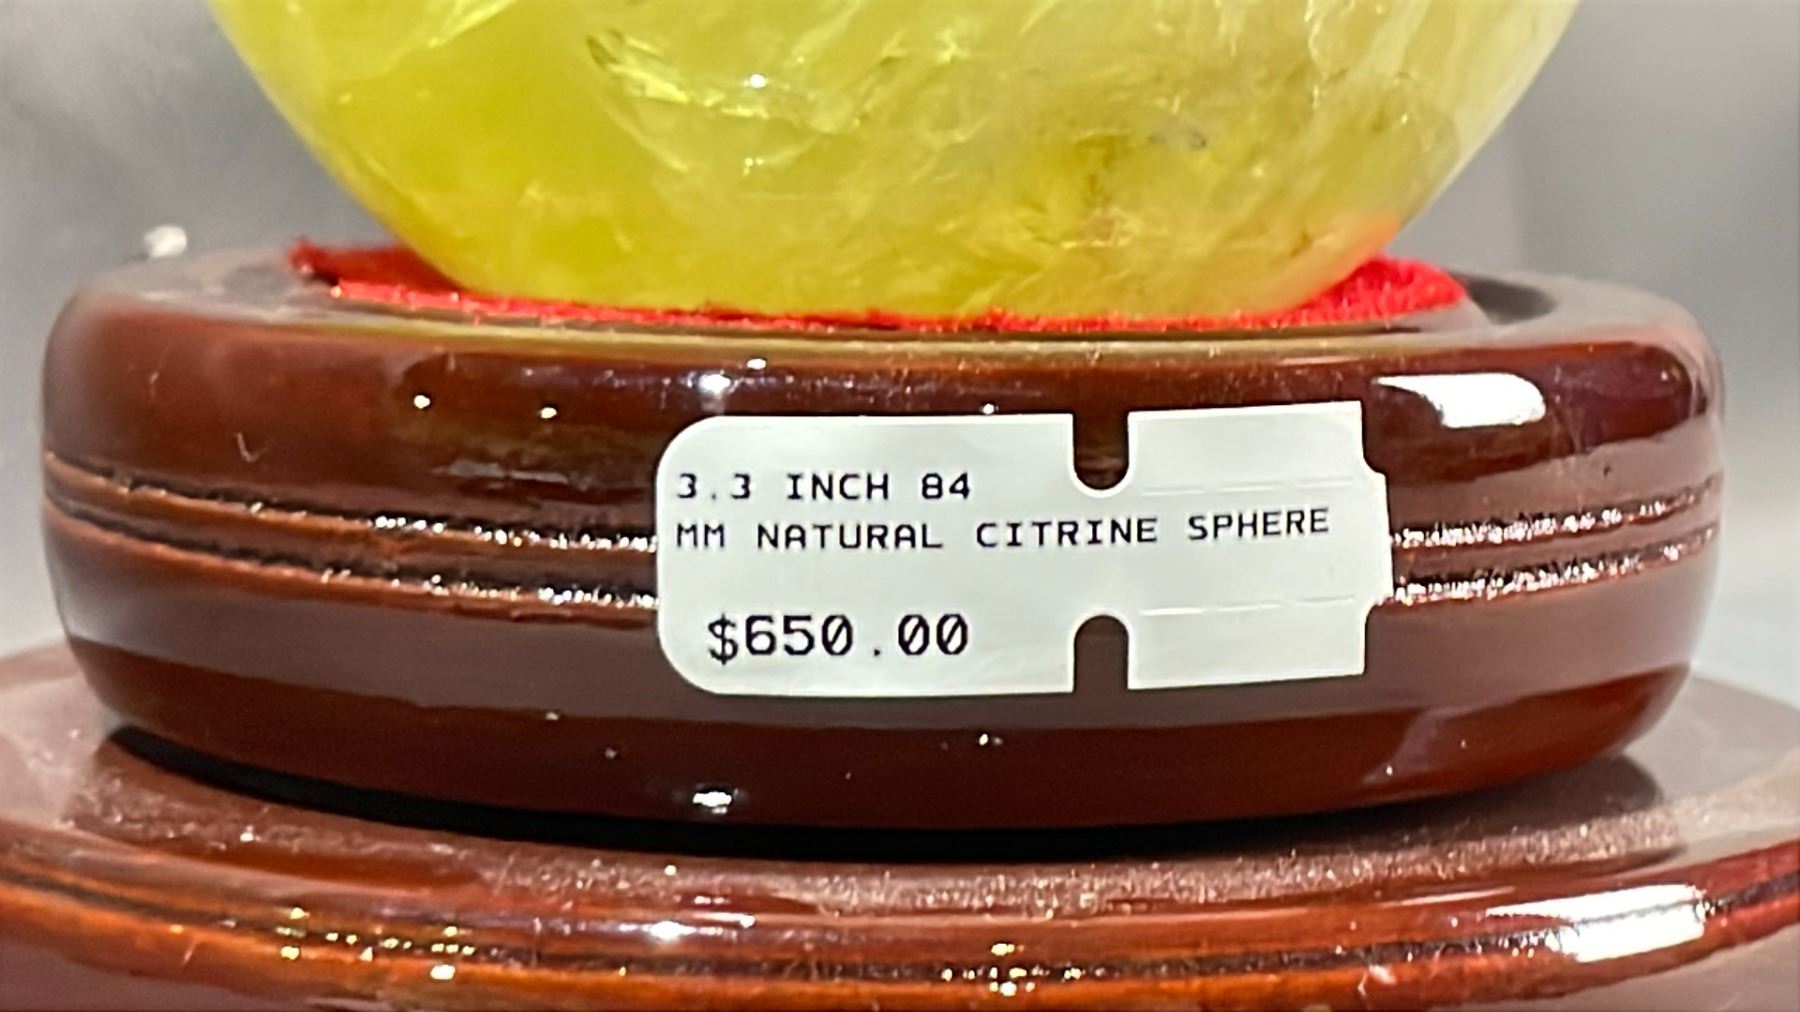 3.3 INCH 84
MM NATURAL CITRINE SPHERE
$650.00